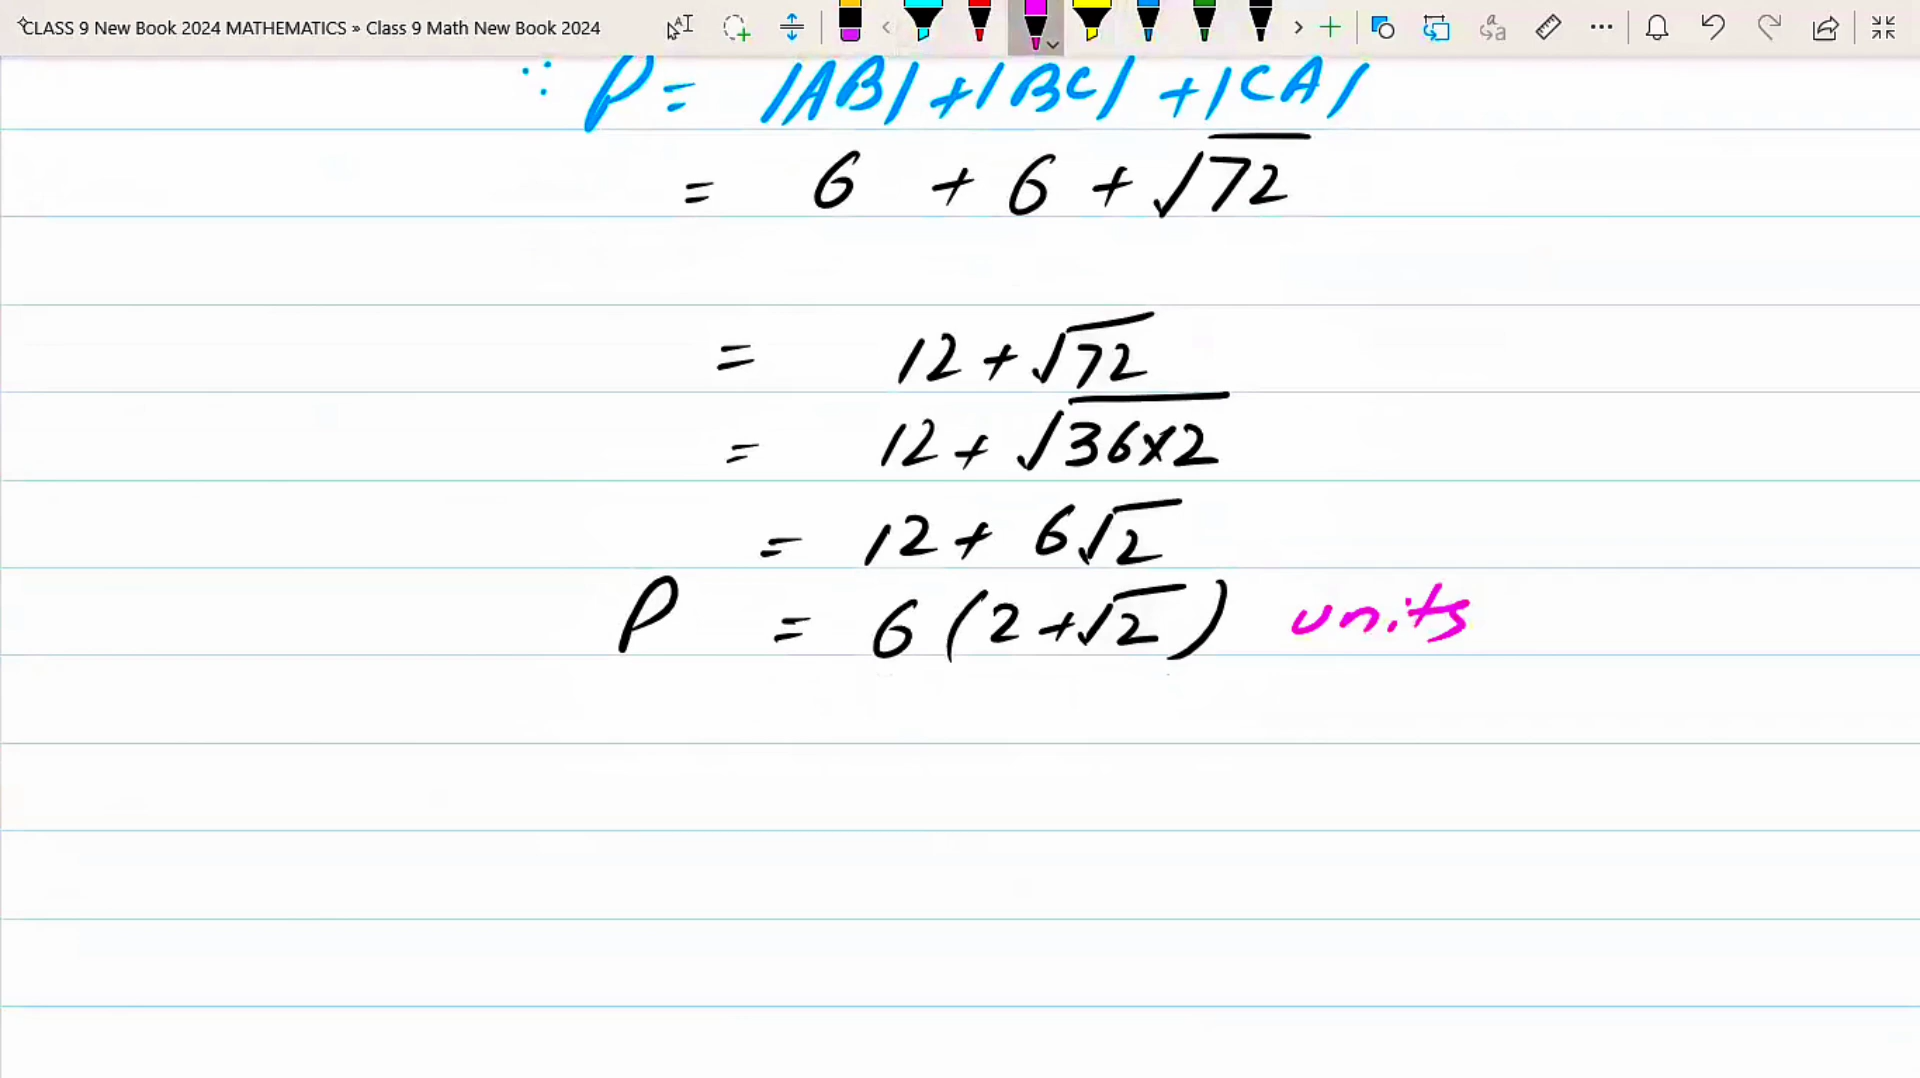 CLASS 9 New Book 2024 MATHEMATICS » Class 9 Math New Book 2024
∵ P = |AB| + |BC| + |CA|
= 6 + 6 + √72
= 12 + √72
= 12 + √36×2
= 12 + 6√2
P = 6 (2 + √2) units